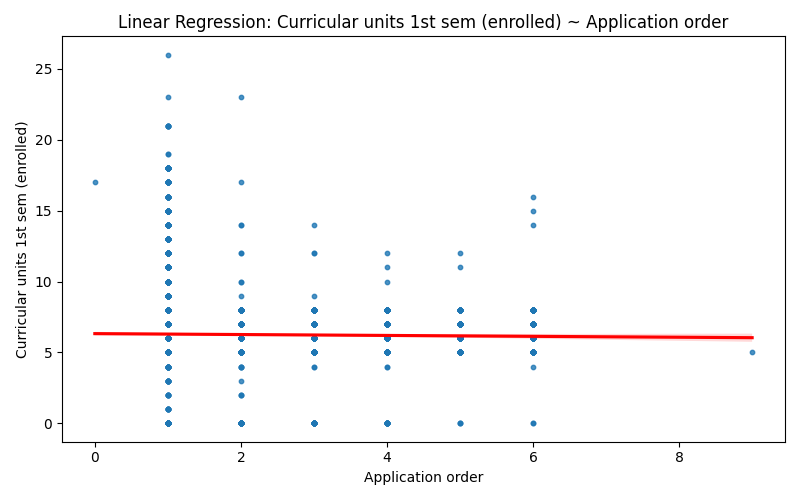 Linear Regression: Curricular units 1st sem (enrolled) ~ Application order
Curricular units 1st sem (enrolled)
25
20
15
10
5
0
0 2 4 6 8
Application order